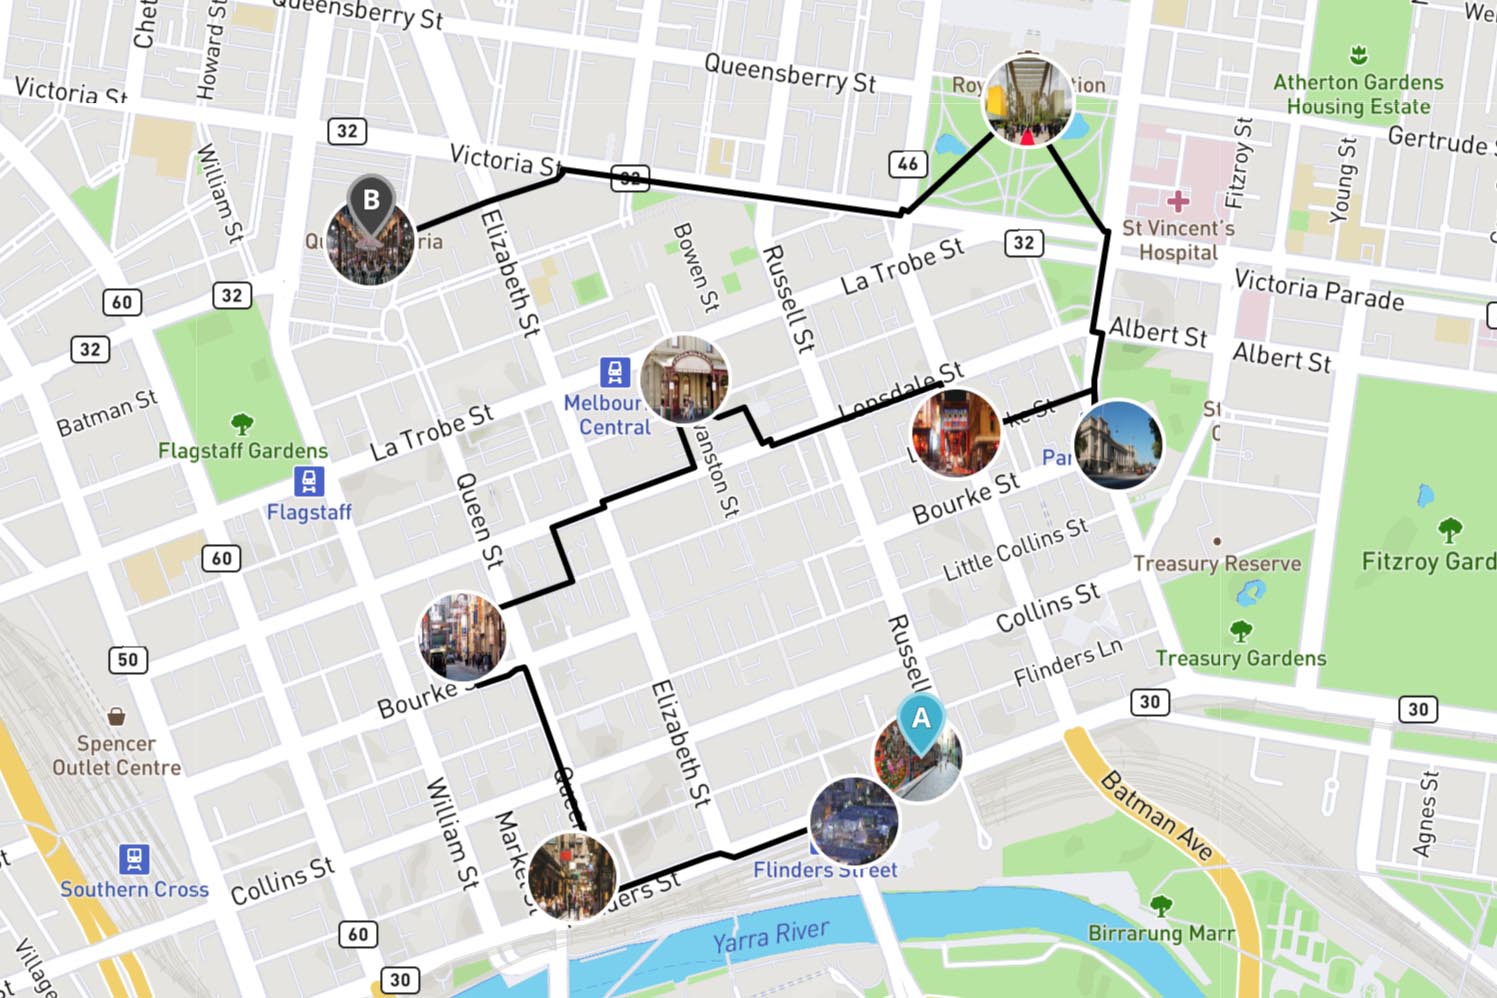 Queensberry St
Chet
Howard St
Queensberry St
Victoria St
32
Victoria St
32
46
William St
B
Roy
tion
Atherton Gardens
Housing Estate
Gertrude
Fitzroy St
Young St
St Vincent's
Hospital
32
Victoria Parade
Albert St
Albert St
La Trobe St
Bowen St
Russell St
Elizabeth St
Qu
ria
60
32
32
Batman St
Flagstaff Gardens
La Trobe St
Flagstaff
Melbour
Central
Lonsdale St
ke St
Par
Bourke St
Little Collins St
Collins St
Flinders Ln
Treasury Reserve
Treasury Gardens
Fitzroy Gard
Swanston St
Queen St
60
50
Spencer
Outlet Centre
Bourke S
Elizabeth St
Russell
A
30
30
Batman Ave
Agnes St
William St
Market St
Queen
Southern Cross
Collins St
60
30
Village
nders St
Flinders Street
Yarra River
Birrarung Marr